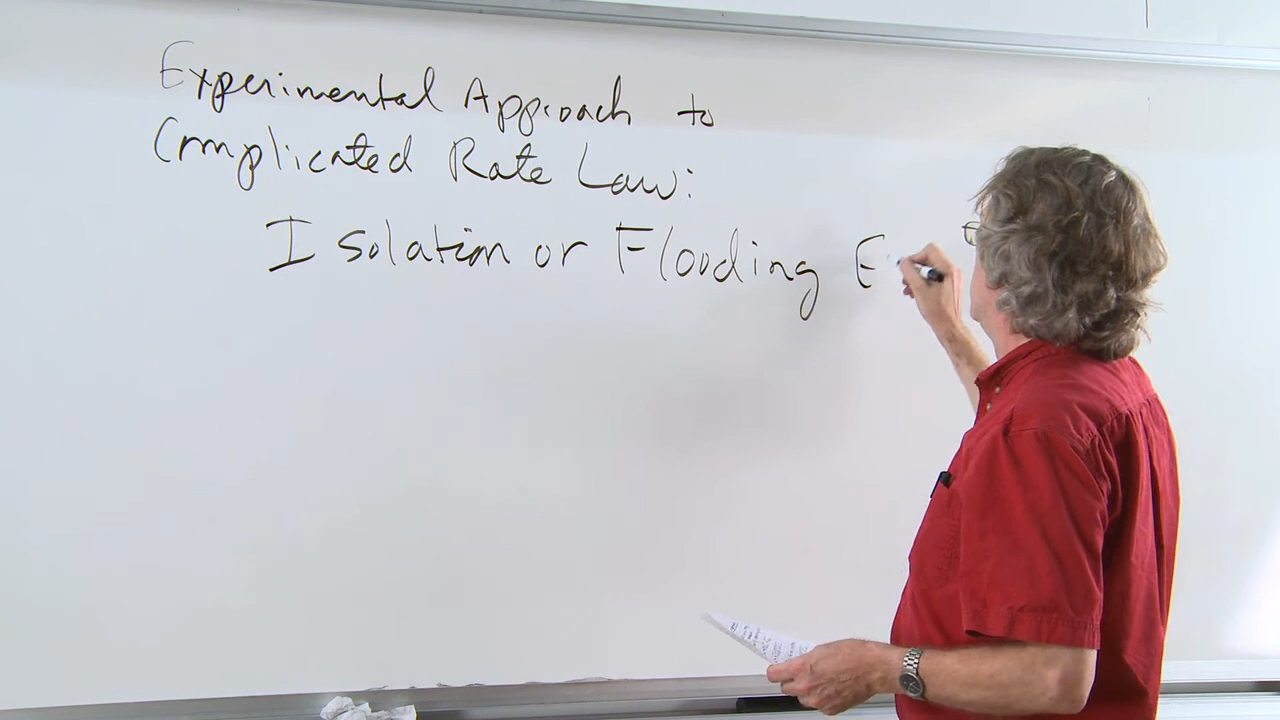 Experimental Approach to
Complicated Rate Law:
Isolation or Flooding E